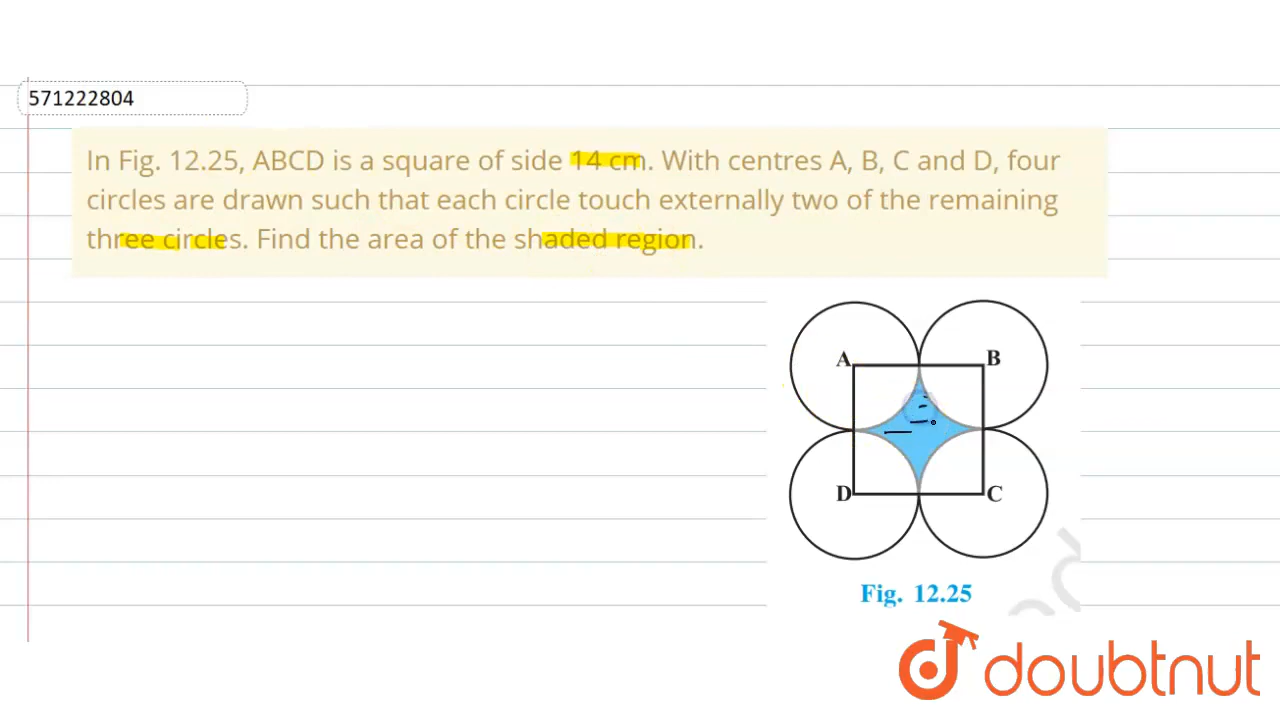 571222804
In Fig. 12.25, ABCD is a square of side 14 cm. With centres A, B, C and D, four
circles are drawn such that each circle touch externally two of the remaining
three circles. Find the area of the shaded region.
A
B
D
C
Fig. 12.25
doubtnut